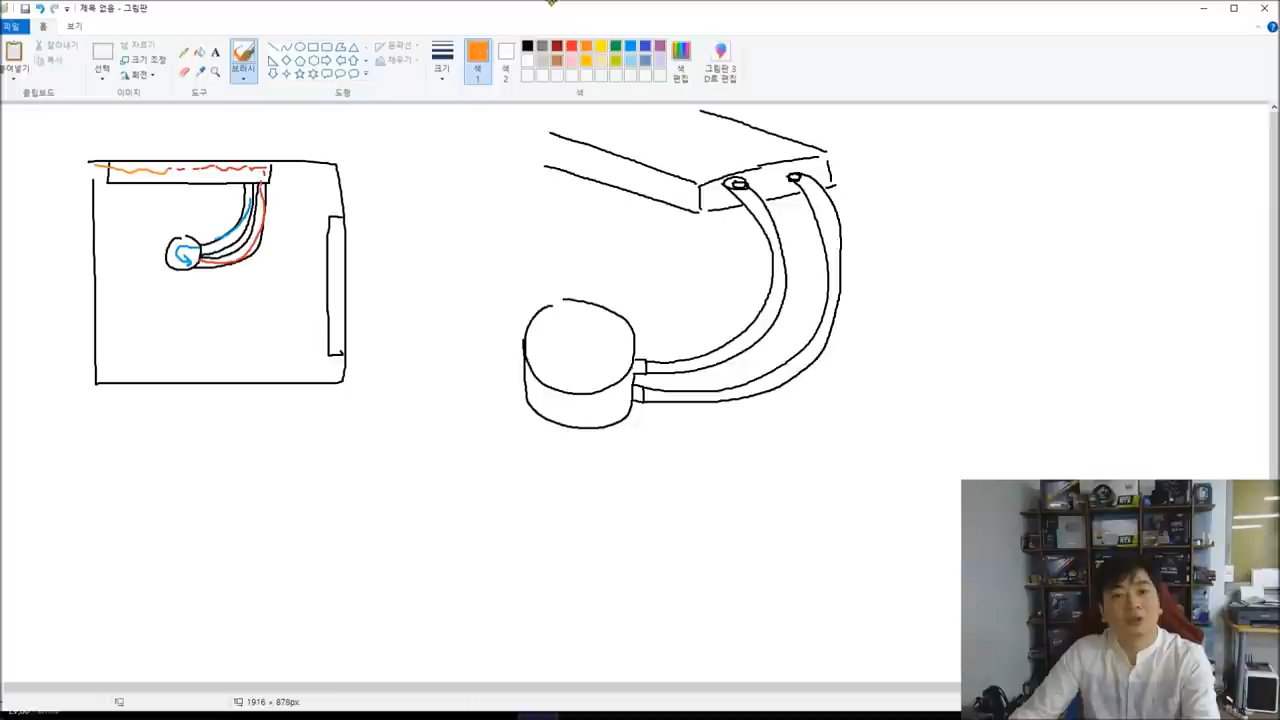 제목 없음 - 그림판
파일
홈
보기
붙여넣기
잘라내기
복사
클립보드
선택
자르기
크기 조정
회전
이미지
A
도구
브러시
윤곽선
채우기
도형
크기
색
1
색
2
색
편집
그림판 3
D로 편집
색
1916 × 878px